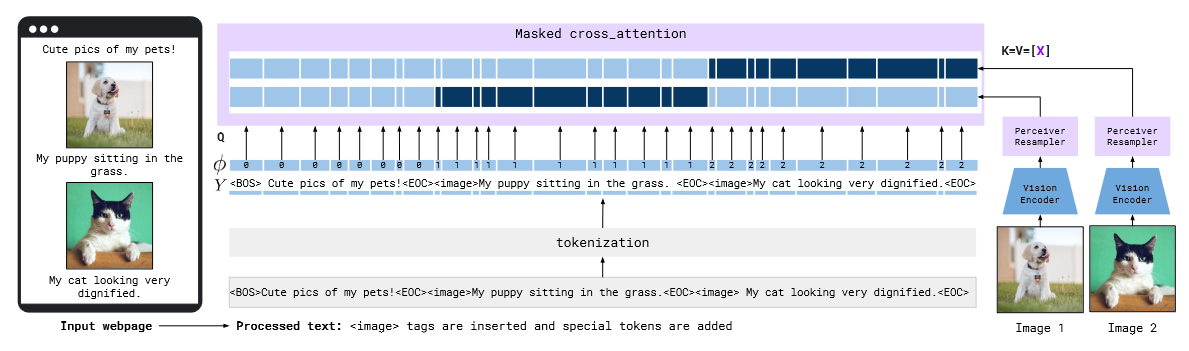 Cute pics of my pets!
My puppy sitting in the
grass.
My cat looking very
dignified.
Input webpage
Masked cross_attention
K=V=[X]
Q
ϕ 0 0 0 0 0 0 0 0 1 1 1 1 1 1 1 1 1 1 1 2 2 2 2 2 2 2 2 2 2
Y <BOS> Cute pics of my pets!<EOC><image>My puppy sitting in the grass. <EOC><image>My cat looking very dignified.<EOC>
tokenization
<BOS>Cute pics of my pets!<EOC><image>My puppy sitting in the grass.<EOC><image> My cat looking very dignified.<EOC>
Processed text: <image> tags are inserted and special tokens are added
Perceiver
Resampler
Perceiver
Resampler
Vision
Encoder
Vision
Encoder
Image 1
Image 2